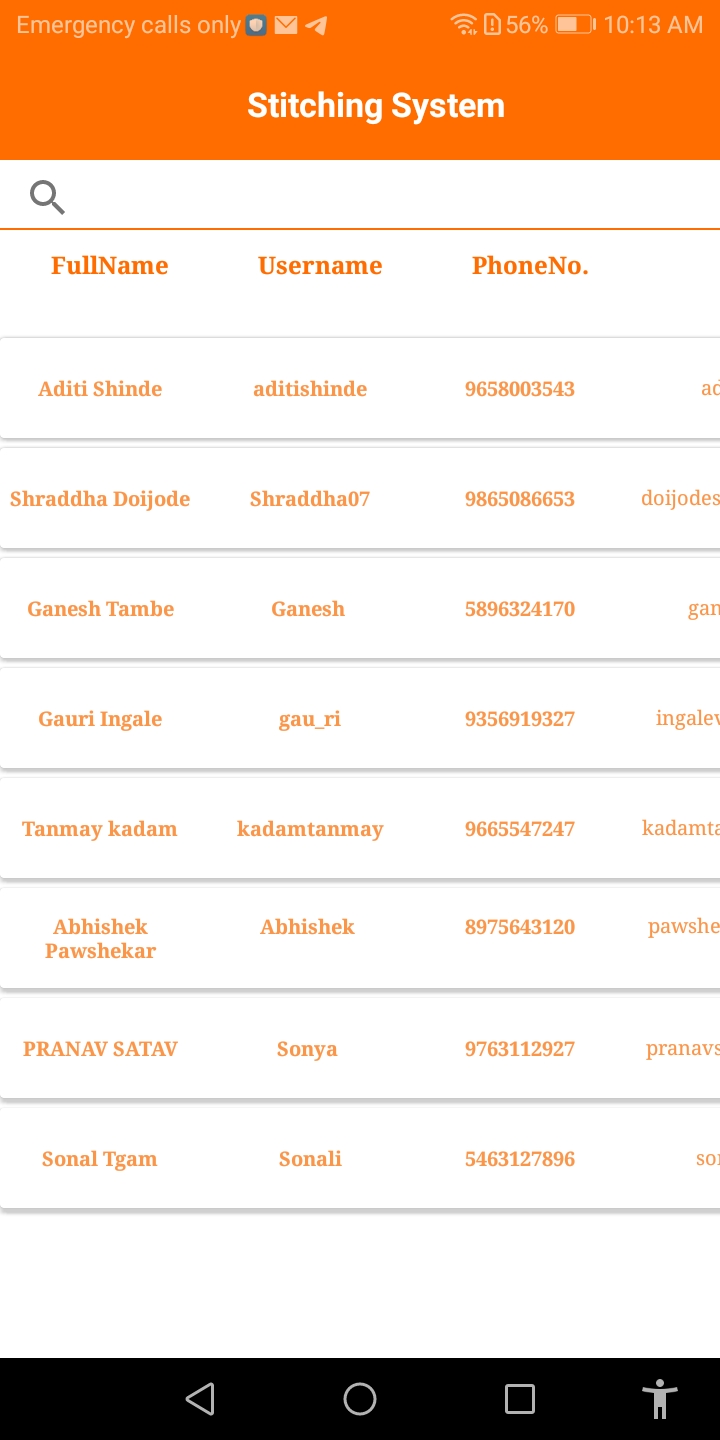 Emergency calls only 56% 10:13 AM
Stitching System
FullName Username PhoneNo.
Aditi Shinde aditishinde 9658003543 ad
Shraddha Doijode Shraddha07 9865086653 doijodes
Ganesh Tambe Ganesh 5896324170 gan
Gauri Ingale gau_ri 9356919327 ingalev
Tanmay kadam kadamtanmay 9665547247 kadamta
Abhishek Abhishek 8975643120 pawshe
Pawshekar
PRANAV SATAV Sonya 9763112927 pranavs
Sonal Tgam Sonali 5463127896 son